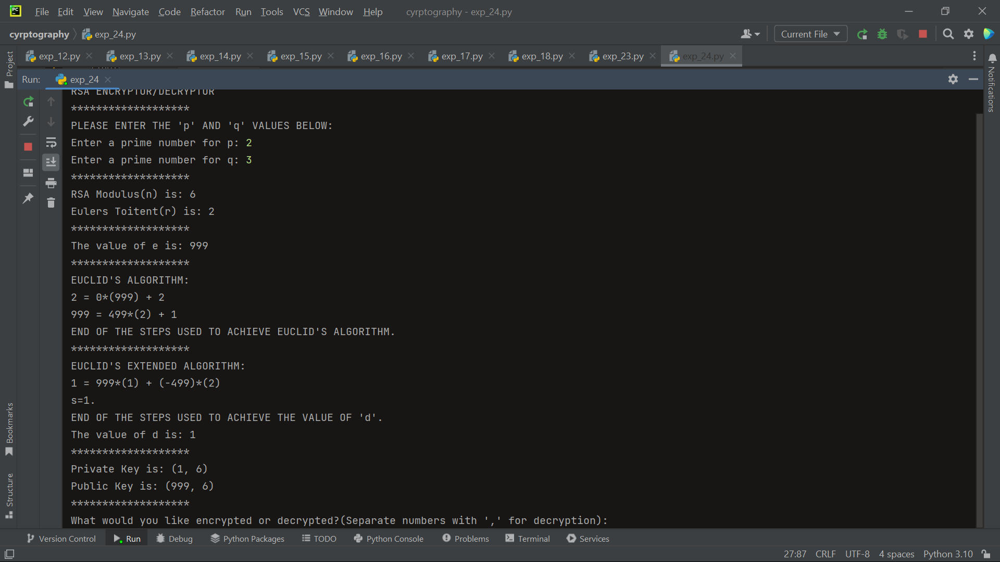 PC File Edit View Navigate Code Refactor Run Tools VCS Window Help cyrptography - exp_24.py
cyrptography exp_24.py Current File
exp_12.py exp_13.py exp_14.py exp_15.py exp_16.py exp_17.py exp_18.py exp_23.py exp_24.py
Project
Notifications
Run: exp_24
RSA ENCRYPTOR/DECRYPTOR
*******************
PLEASE ENTER THE 'p' AND 'q' VALUES BELOW:
Enter a prime number for p: 2
Enter a prime number for q: 3
*******************
RSA Modulus(n) is: 6
Eulers Toitent(r) is: 2
*******************
The value of e is: 999
*******************
EUCLID'S ALGORITHM:
2 = 0*(999) + 2
999 = 499*(2) + 1
END OF THE STEPS USED TO ACHIEVE EUCLID'S ALGORITHM.
*******************
EUCLID'S EXTENDED ALGORITHM:
1 = 999*(1) + (-499)*(2)
s=1.
END OF THE STEPS USED TO ACHIEVE THE VALUE OF 'd'.
The value of d is: 1
*******************
Private Key is: (1, 6)
Public Key is: (999, 6)
*******************
What would you like encrypted or decrypted?(Separate numbers with ',' for decryption):
Bookmarks
Structure
Version Control Run Debug Python Packages TODO Python Console Problems Terminal Services
27:87 CRLF UTF-8 4 spaces Python 3.10